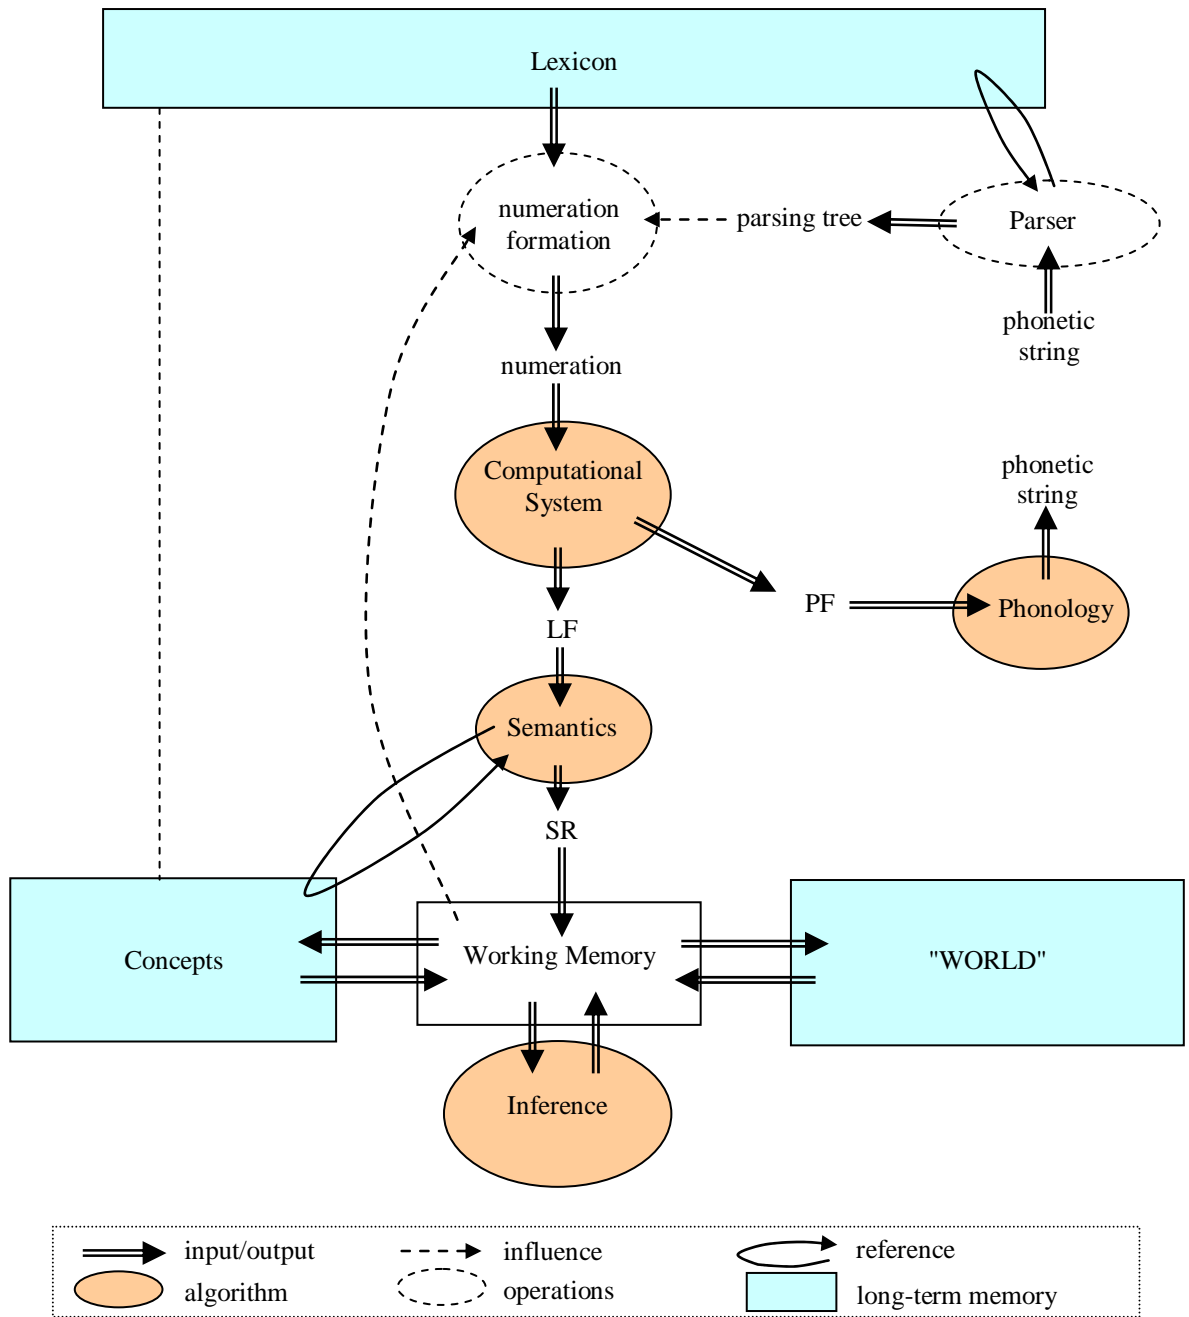 Lexicon
numeration
formation
parsing tree
Parser
phonetic
string
numeration
Computational
System
phonetic
string
PF
Phonology
LF
Semantics
SR
Concepts
Working Memory
"WORLD"
Inference
input/output
influence
reference
algorithm
operations
long-term memory